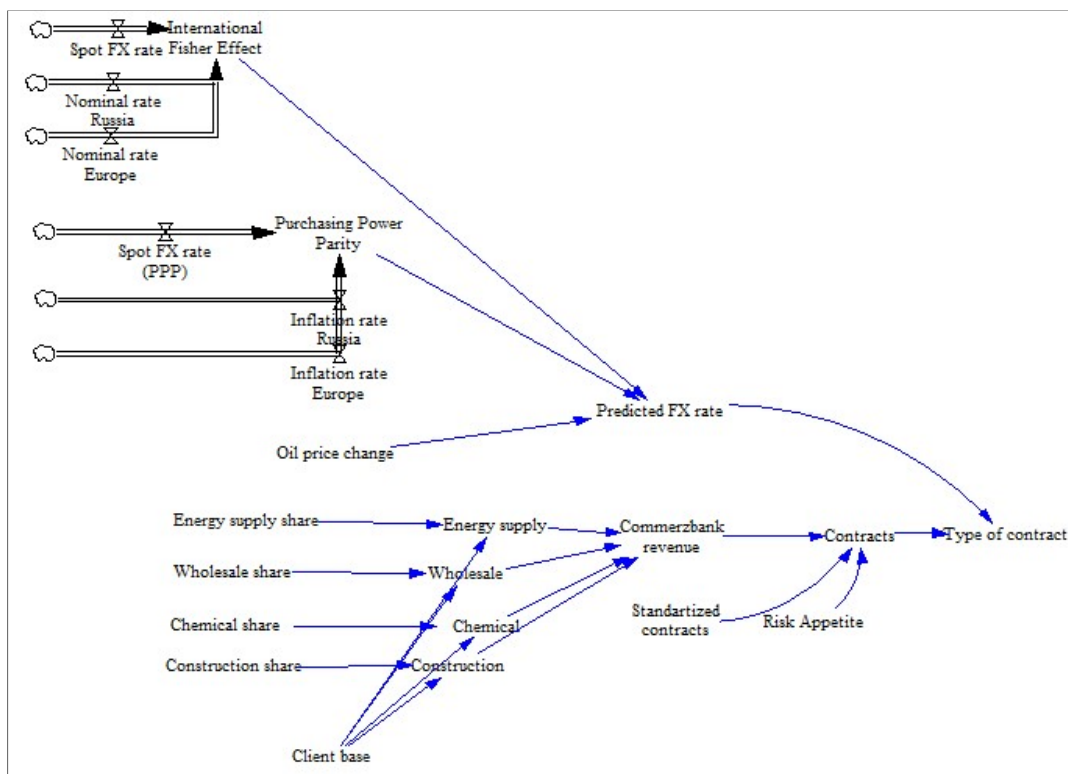 International
Fisher Effect
Spot FX rate
Nominal rate
Russia
Nominal rate
Europe
Purchasing Power
Parity
Spot FX rate
(PPP)
Inflation rate
Russia
Inflation rate
Europe
Predicted FX rate
Oil price change
Energy supply share
Energy supply
Commerzbank
revenue
Contracts
Type of contract
Wholesale share
Wholesale
Chemical share
Chemical
Standartized
contracts
Risk Appetite
Construction share
Construction
Client base